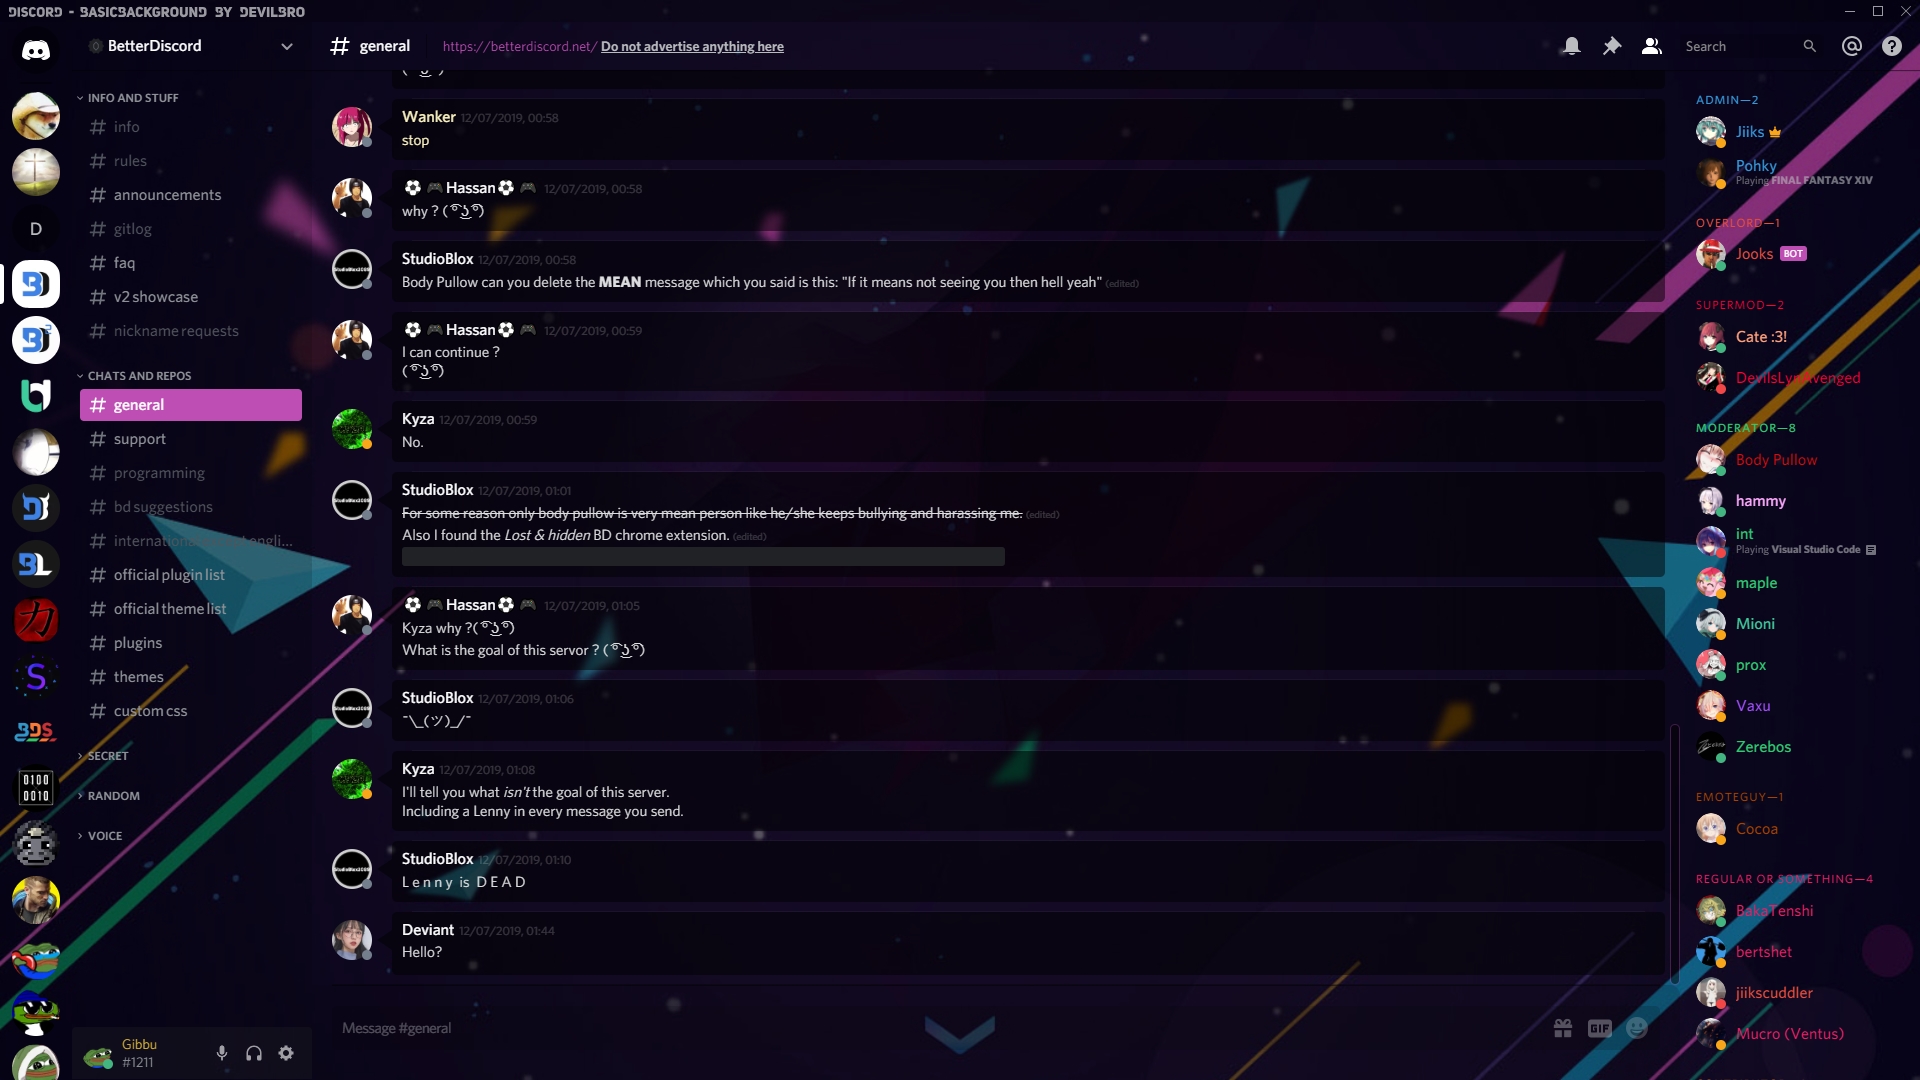 DISCORD - BASICBACKGROUND BY DEVILBRO
BetterDiscord
INFO AND STUFF
# info
# rules
# announcements
# gitlog
# faq
# v2 showcase
# nickname requests
CHATS AND REPOS
# general
# support
# programming
# bd suggestions
# official plugin list
# official theme list
# plugins
# themes
# custom css
SECRET
RANDOM
VOICE
D
S
BDS
0100
0010
Gibbu
#1211
# general
https://betterdiscord.net/ Do not advertise anything here
Search
( ͡° ͜ʖ ͡°)
Wanker 12/07/2019, 00:58
stop
⚽ 🎮 Hassan ⚽ 🎮 12/07/2019, 00:58
why ? ( ͡° ͜ʖ ͡°)
StudioBlox 12/07/2019, 00:58
Body Pullow can you delete the MEAN message which you said is this: "If it means not seeing you then hell yeah" (edited)
⚽ 🎮 Hassan ⚽ 🎮 12/07/2019, 00:59
I can continue ?
( ͡° ͜ʖ ͡°)
Kyza 12/07/2019, 00:59
No.
StudioBlox 12/07/2019, 01:01
For some reason only body pullow is very mean person like he/she keeps bullying and harassing me. (edited)
Also I found the Lost & hidden BD chrome extension. (edited)
⚽ 🎮 Hassan ⚽ 🎮 12/07/2019, 01:05
Kyza why ?( ͡° ͜ʖ ͡°)
What is the goal of this servor ? ( ͡° ͜ʖ ͡°)
StudioBlox 12/07/2019, 01:06
¯\_(ツ)_/¯
Kyza 12/07/2019, 01:08
I'll tell you what isn't the goal of this server.
Including a Lenny in every message you send.
StudioBlox 12/07/2019, 01:10
L e n n y is D E A D
Deviant 12/07/2019, 01:44
Hello?
Message #general
GIF
ADMIN—2
Jiiks
Pohky
Playing FINAL FANTASY XIV
OVERLORD—1
Jooks BOT
SUPERMOD—2
Cate :3!
DevilsLynAvenged
MODERATOR—8
Body Pullow
hammy
int
Playing Visual Studio Code
maple
Mioni
prox
Vaxu
Zerebos
EMOTEGUY—1
Cocoa
REGULAR OR SOMETHING—4
BakaTenshi
bertshet
jiikscuddler
Mucro (Ventus)